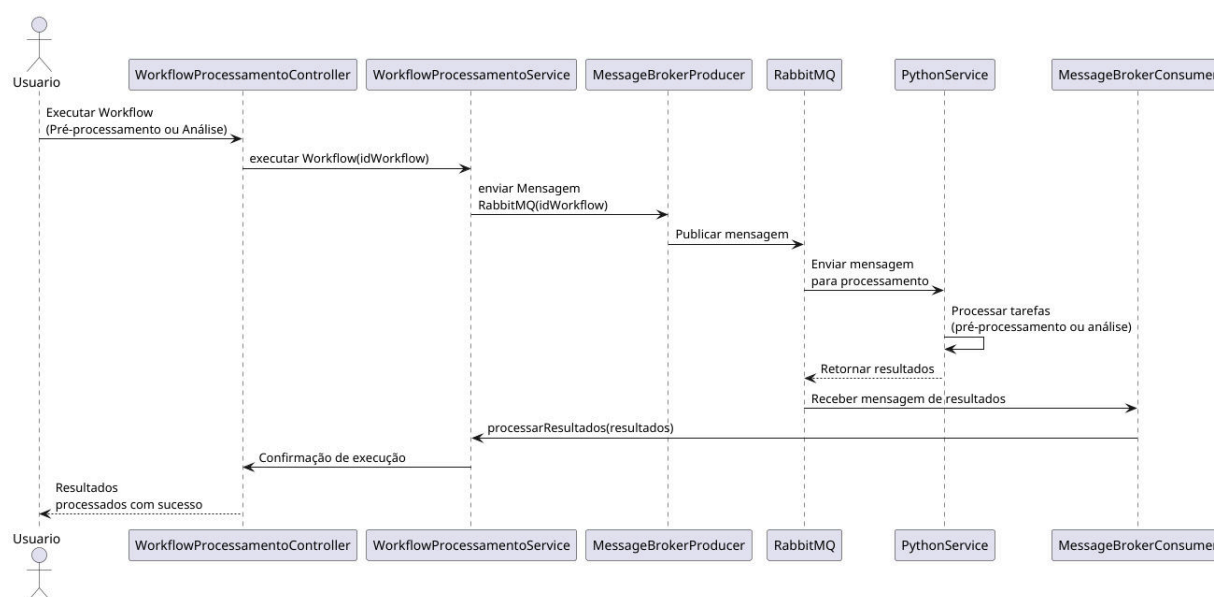 Usuario
WorkflowProcessamentoController
WorkflowProcessamentoService
MessageBrokerProducer
RabbitMQ
PythonService
MessageBrokerConsumer
Executar Workflow
(Pré-processamento ou Análise)
executar Workflow(idWorkflow)
enviar Mensagem
RabbitMQ(idWorkflow)
Publicar mensagem
Enviar mensagem
para processamento
Processar tarefas
(pré-processamento ou análise)
Retornar resultados
Receber mensagem de resultados
processarResultados(resultados)
Confirmação de execução
Resultados
processados com sucesso
Usuario
WorkflowProcessamentoController
WorkflowProcessamentoService
MessageBrokerProducer
RabbitMQ
PythonService
MessageBrokerConsumer